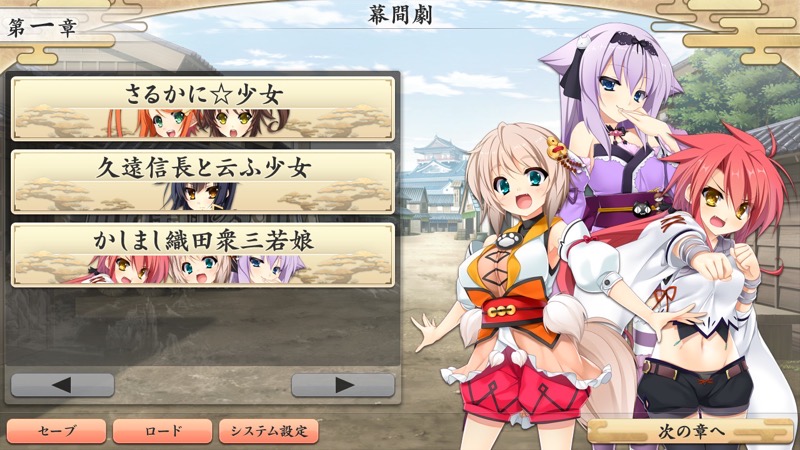 第一章
幕間劇
さるかに☆少女
久遠信長と云ふ少女
かしまし織田衆三若娘
セーブ
ロード
システム設定
次の章へ